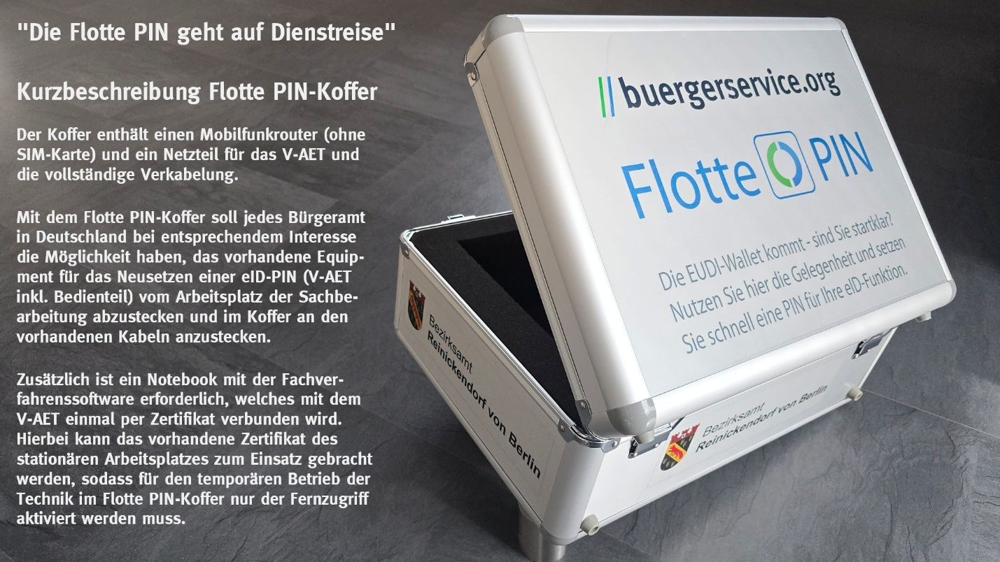 "Die Flotte PIN geht auf Dienstreise"
Kurzbeschreibung Flotte PIN-Koffer
Der Koffer enthält einen Mobilfunkrouter (ohne
SIM-Karte) und ein Netzteil für das V-AET und
die vollständige Verkabelung.
Mit dem Flotte PIN-Koffer soll jedes Bürgeramt
in Deutschland bei entsprechendem Interesse
die Möglichkeit haben, das vorhandene Equip-
ment für das Neusetzen einer eID-PIN (V-AET
inkl. Bedienteil) vom Arbeitsplatz der Sachbe-
arbeitung abzustecken und im Koffer an den
vorhandenen Kabeln anzustecken.
Zusätzlich ist ein Notebook mit der Fachver-
fahrenssoftware erforderlich, welches mit dem
V-AET einmal per Zertifikat verbunden wird.
Hierbei kann das vorhandene Zertifikat des
stationären Arbeitsplatzes zum Einsatz gebracht
werden, sodass für den temporären Betrieb der
Technik im Flotte PIN-Koffer nur der Fernzugriff
aktiviert werden muss.
buergerservice.org
Flotte PIN
Die EUDI-Wallet kommt - sind Sie startklar?
Nutzen Sie hier die Gelegenheit und setzen
Sie schnell eine PIN für Ihre eID-Funktion.
Bezirksamt
Reinickendorf von Berlin
Bezirksamt
Reinickendorf von Berlin